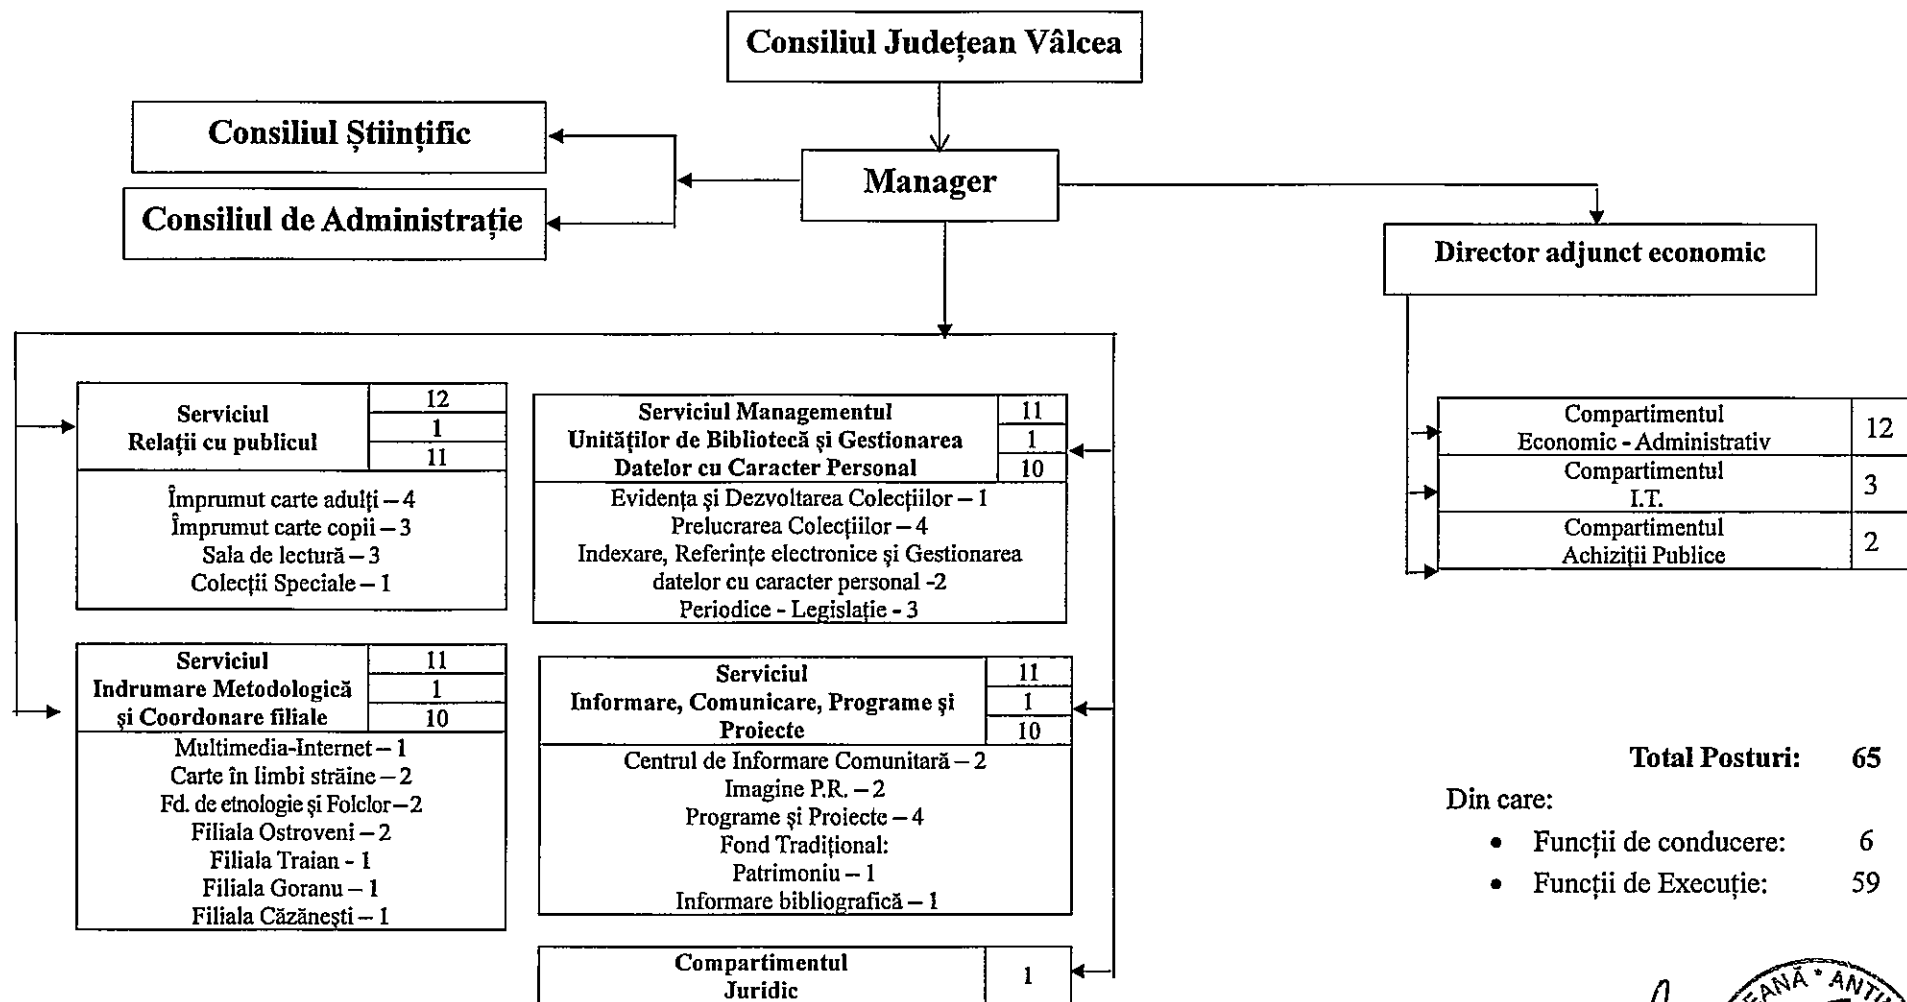 Consiliul Județean Vâlcea
Consiliul Științific
Manager
Consiliul de Administrație
Director adjunct economic
Serviciul
Relații cu publicul
12
1
11
Împrumut carte adulți – 4
Împrumut carte copii – 3
Sala de lectură – 3
Colecții Speciale – 1
Serviciul Managementul
Unităților de Bibliotecă și Gestionarea
Datelor cu Caracter Personal
11
1
10
Evidența și Dezvoltarea Colecțiilor – 1
Prelucrarea Colecțiilor – 4
Indexare, Referințe electronice și Gestionarea
datelor cu caracter personal -2
Periodice - Legislație - 3
Compartimentul
Economic - Administrativ
12
Compartimentul
I.T.
3
Compartimentul
Achiziții Publice
2
Serviciul
Indrumare Metodologică
și Coordonare filiale
11
1
10
Multimedia-Internet – 1
Carte în limbi străine – 2
Fd. de etnologie și Folclor – 2
Filiala Ostroveni – 2
Filiala Traian - 1
Filiala Goranu – 1
Filiala Căzănești – 1
Serviciul
Informare, Comunicare, Programe și
Proiecte
11
1
10
Centrul de Informare Comunitară – 2
Imagine P.R. – 2
Programe și Proiecte – 4
Fond Tradițional:
Patrimoniu – 1
Informare bibliografică – 1
Compartimentul
Juridic
1
Total Posturi: 65
Din care:
• Funcții de conducere: 6
• Funcții de Execuție: 59